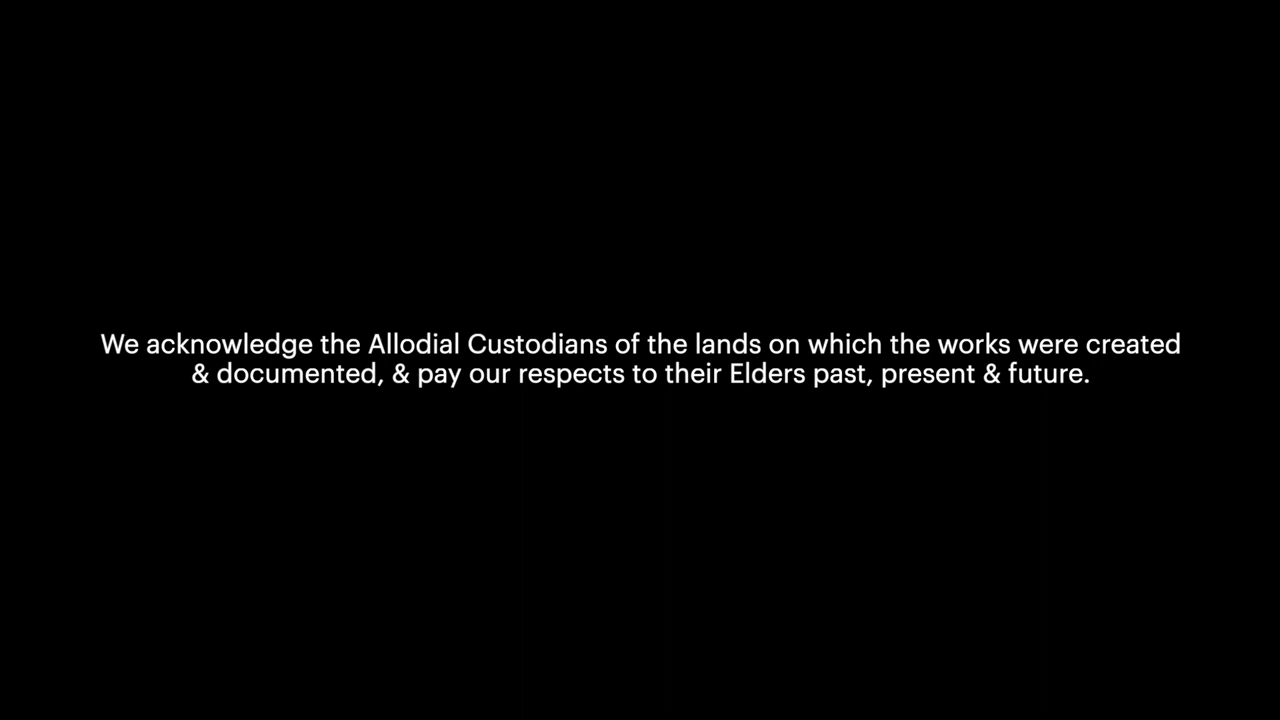 We acknowledge the Allodial Custodians of the lands on which the works were created
& documented, & pay our respects to their Elders past, present & future.